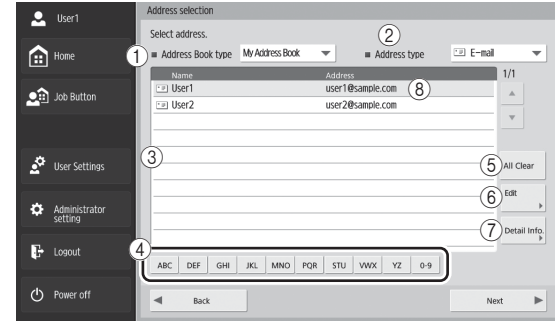 User1
Home
Job Button
User Settings
Administrator
setting
Logout
Power off
Address selection
Select address.
1 Address Book type My Address Book 2 Address type E-mail
Name Address 1/1
User1 user1@sample.com 8
User2 user2@sample.com
3
5 All Clear
6 Edit
7 Detail Info.
4
ABC DEF GHI JKL MNO PQR STU VWX YZ 0-9
Back Next